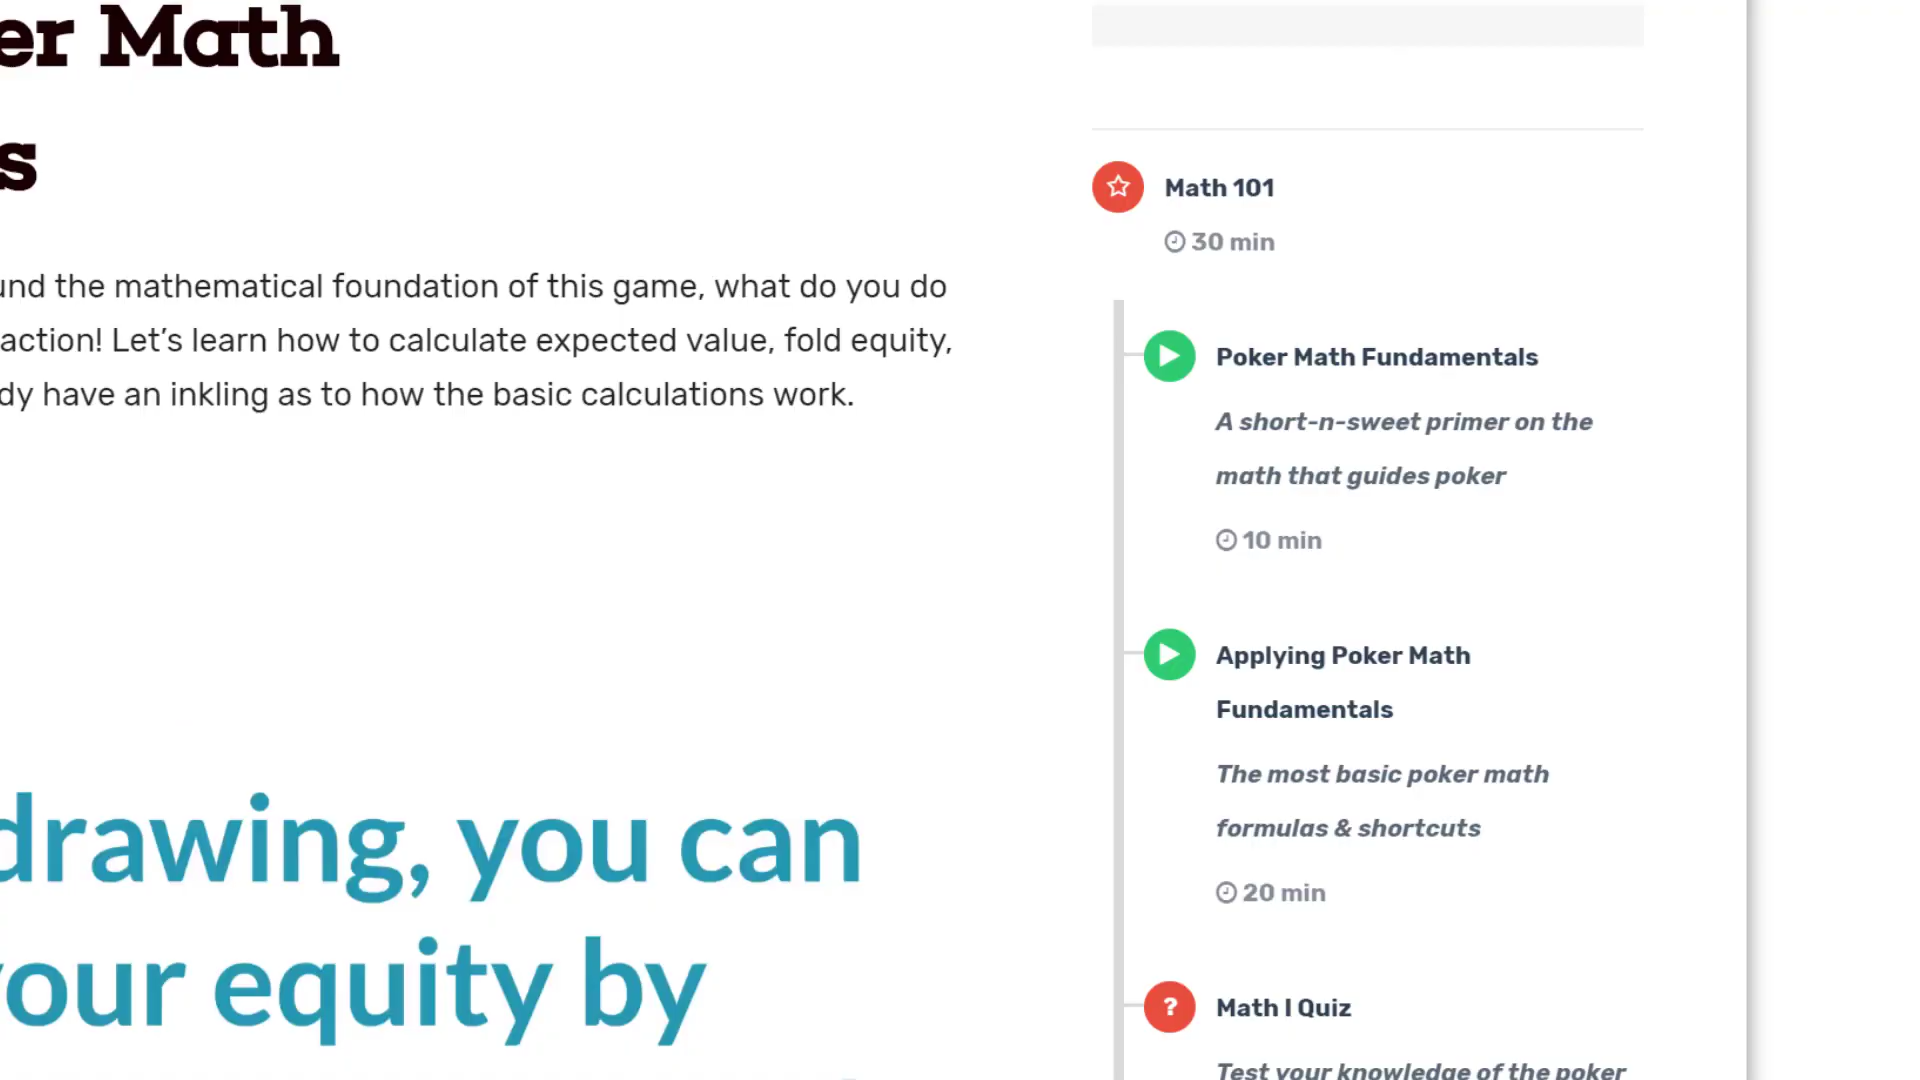 er Math
s
und the mathematical foundation of this game, what do you do
action! Let's learn how to calculate expected value, fold equity,
dy have an inkling as to how the basic calculations work.
drawing, you can
your equity by
Math 101
30 min
Poker Math Fundamentals
A short-n-sweet primer on the
math that guides poker
10 min
Applying Poker Math
Fundamentals
The most basic poker math
formulas & shortcuts
20 min
?
Math I Quiz
Test your knowledge of the poker